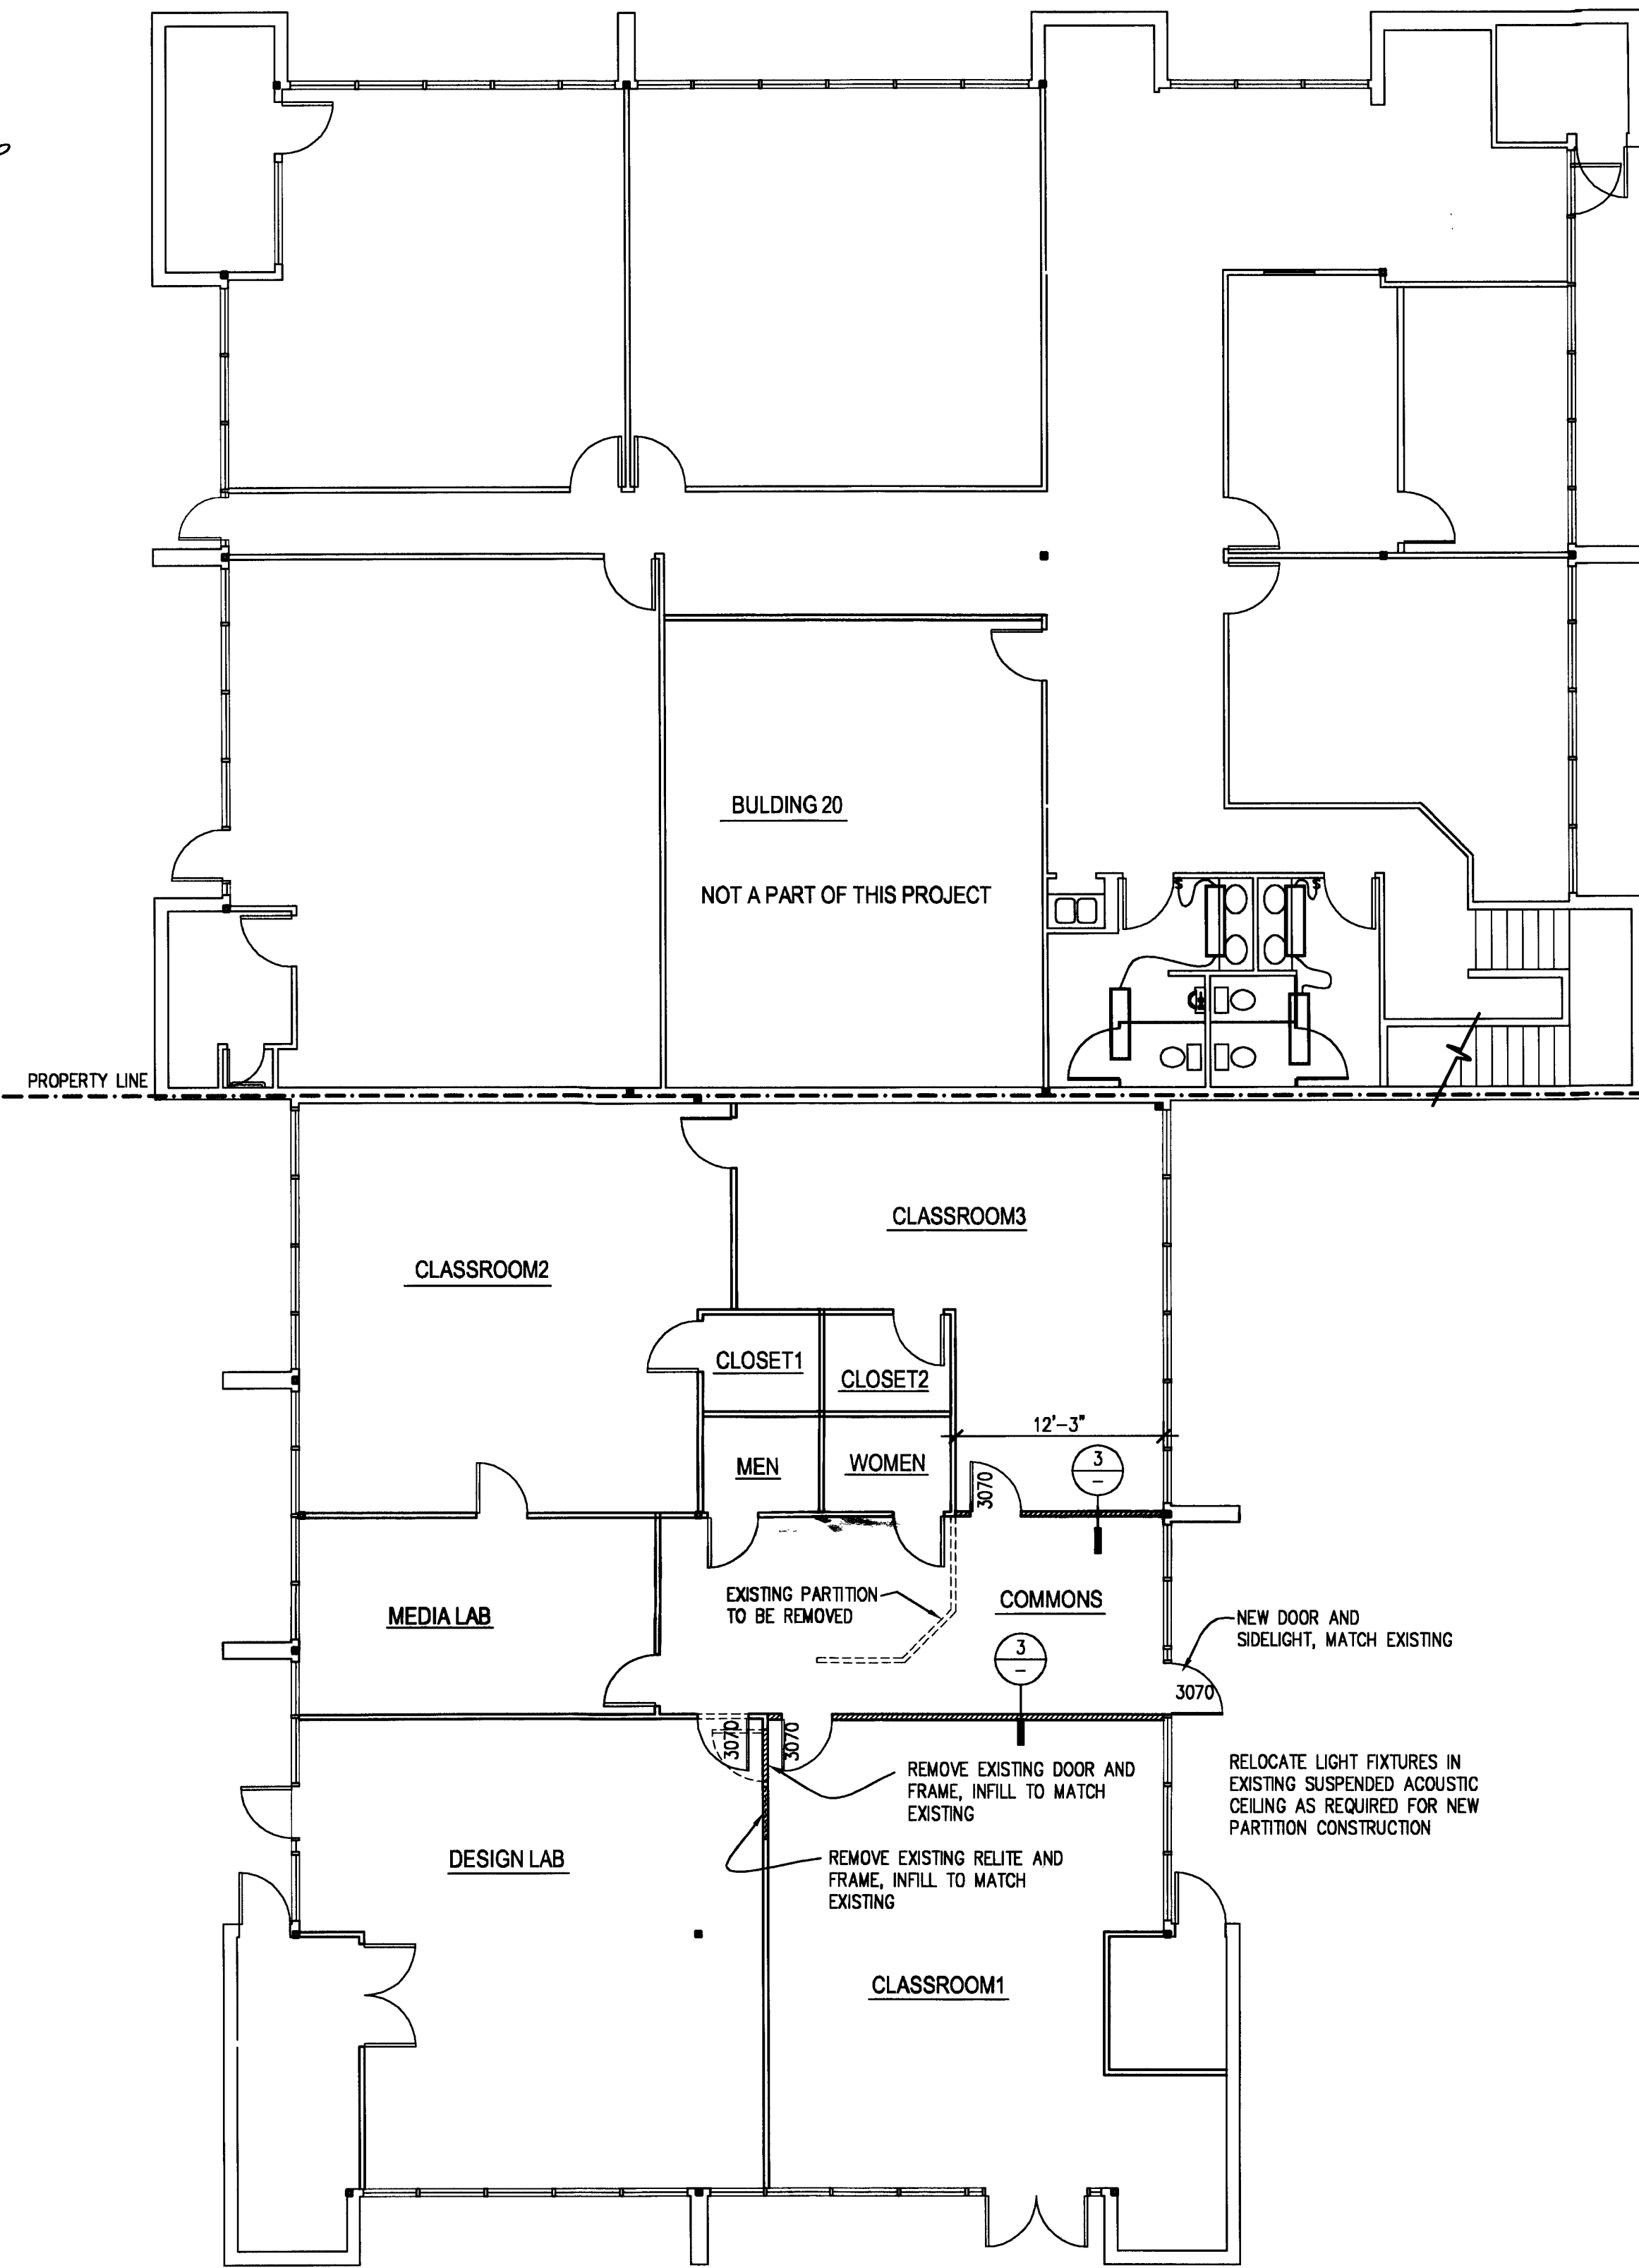 BULDING 20
NOT A PART OF THIS PROJECT
PROPERTY LINE
CLASSROOM3
CLASSROOM2
CLOSET1
CLOSET2
12'-3"
3
-
MEN
WOMEN
3070
EXISTING PARTITION
TO BE REMOVED
COMMONS
MEDIA LAB
NEW DOOR AND
SIDELIGHT, MATCH EXISTING
3
-
3070
3070
3070
REMOVE EXISTING DOOR AND
FRAME, INFILL TO MATCH
EXISTING
RELOCATE LIGHT FIXTURES IN
EXISTING SUSPENDED ACOUSTIC
CEILING AS REQUIRED FOR NEW
PARTITION CONSTRUCTION
DESIGN LAB
REMOVE EXISTING RELITE AND
FRAME, INFILL TO MATCH
EXISTING
CLASSROOM1